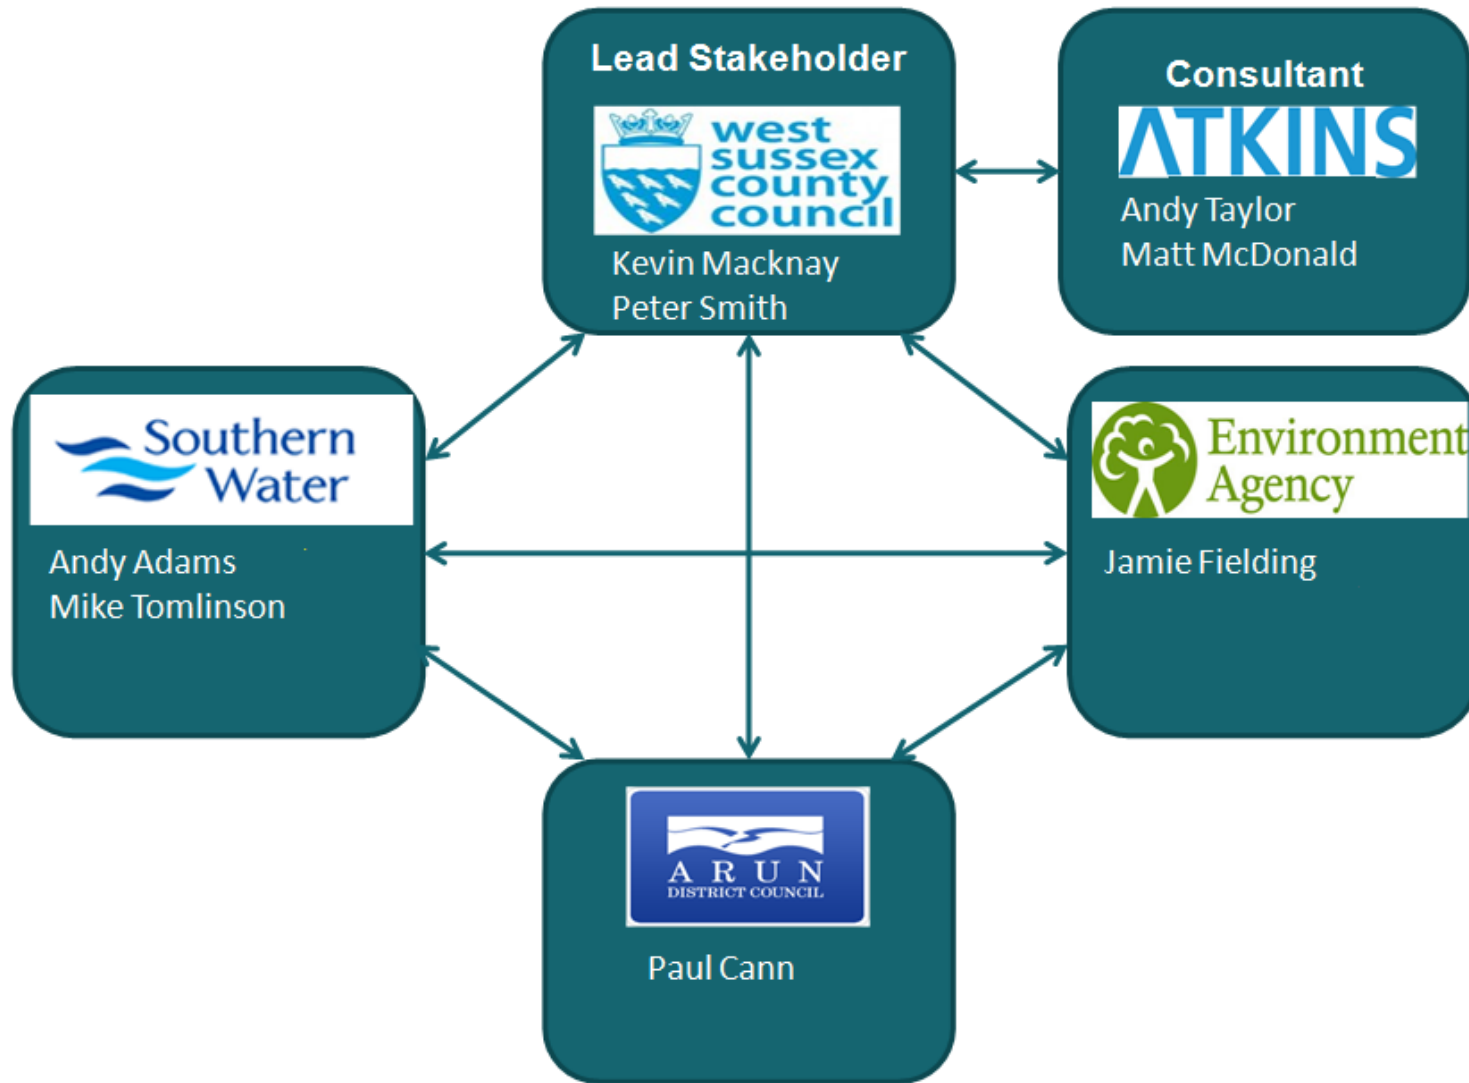 Lead Stakeholder
west
sussex
county
council
Kevin Macknay
Peter Smith
Consultant
ATKINS
Andy Taylor
Matt McDonald
Southern
Water
Andy Adams
Mike Tomlinson
Environment
Agency
Jamie Fielding
ARUN
DISTRICT COUNCIL
Paul Cann